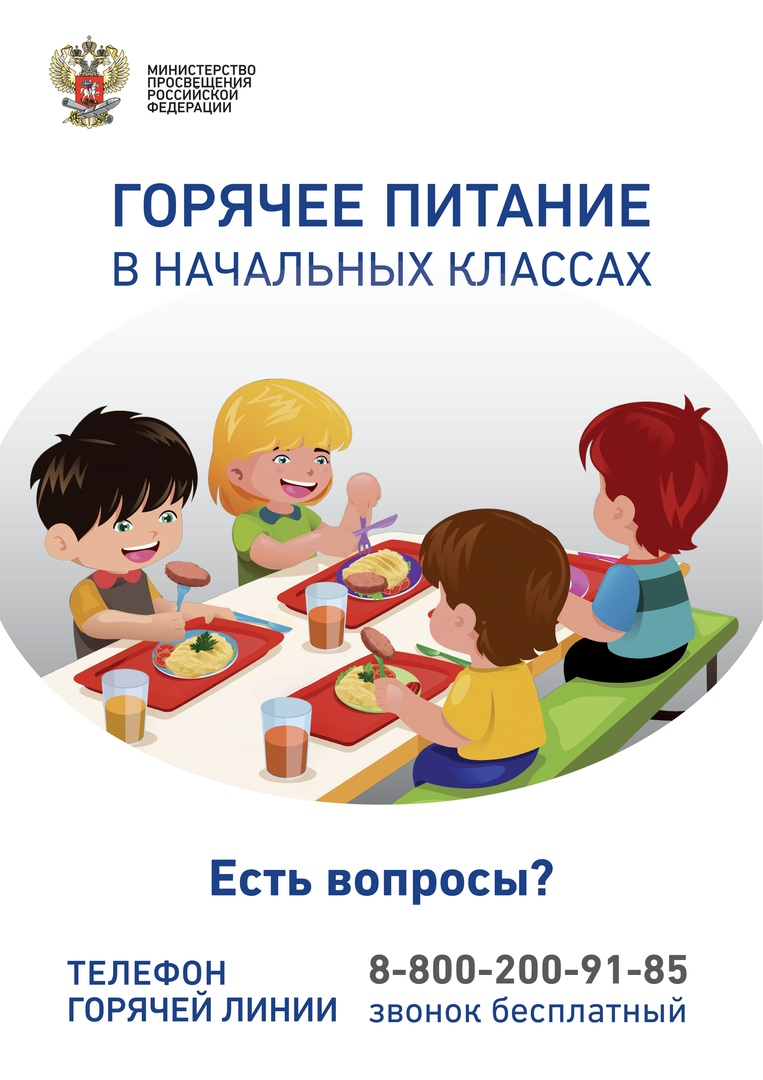 МИНИСТЕРСТВО
ПРОСВЕЩЕНИЯ
РОССИЙСКОЙ
ФЕДЕРАЦИИ
ГОРЯЧЕЕ ПИТАНИЕ
В НАЧАЛЬНЫХ КЛАССАХ
Есть вопросы?
ТЕЛЕФОН
ГОРЯЧЕЙ ЛИНИИ
8-800-200-91-85
звонок бесплатный